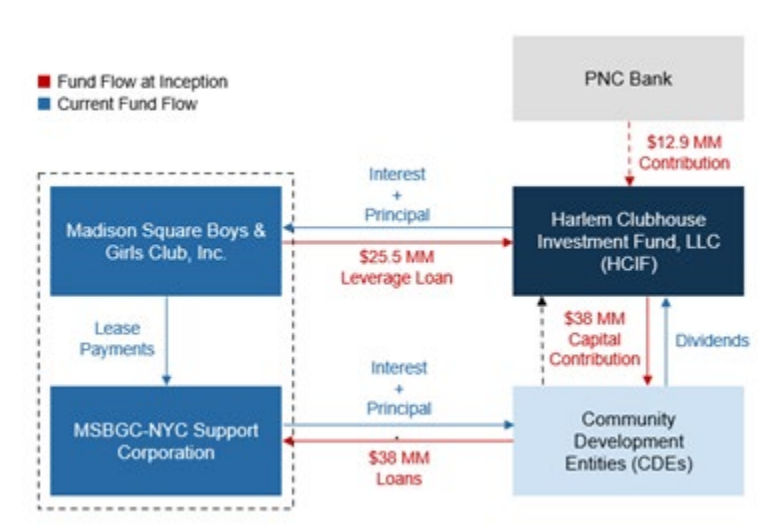 Fund Flow at Inception
Current Fund Flow
PNC Bank
$12.9 MM
Contribution
Madison Square Boys &
Girls Club, Inc.
Interest
+
Principal
$25.5 MM
Leverage Loan
Harlem Clubhouse
Investment Fund, LLC
(HCIF)
Lease
Payments
$38 MM
Capital
Contribution
Dividends
MSBGC-NYC Support
Corporation
Interest
+
Principal
$38 MM
Loans
Community
Development
Entities (CDEs)